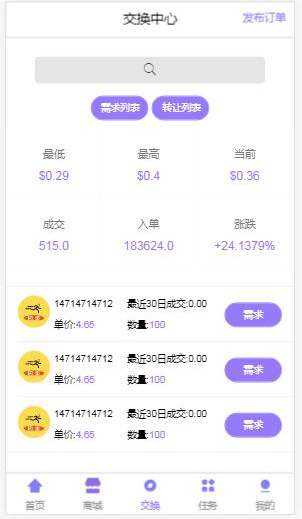 交换中心
发布订单
需求列表
转让列表
最低
最高
当前
$0.29
$0.4
$0.36
成交
入单
涨跌
515.0
183624.0
+24.1379%
14714714712
最近30日成交:0.00
单价:4.65
数量:100
需求
14714714712
最近30日成交:0.00
单价:4.65
数量:100
需求
14714714712
最近30日成交:0.00
单价:4.65
数量:100
需求
首页
商城
交换
任务
我的